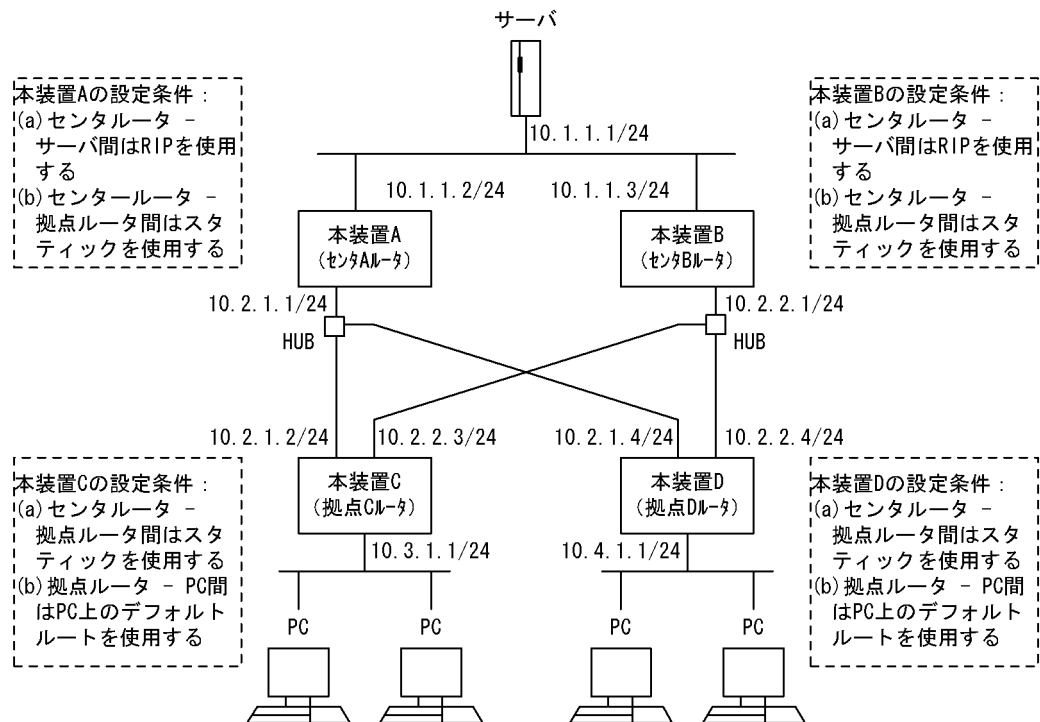 サーバ
本装置Aの設定条件：
(a)センタルータ －
サーバ間はRIPを使用
する
(b)センタールータ －
拠点ルータ間はスタ
ティックを使用する
本装置Bの設定条件：
(a)センタルータ －
サーバ間はRIPを使用
する
(b)センタルータ －
拠点ルータ間はスタ
ティックを使用する
10.1.1.1/24
10.1.1.2/24
10.1.1.3/24
本装置A
(ｾﾝﾀAﾙｰﾀ)
本装置B
(ｾﾝﾀBﾙｰﾀ)
10.2.1.1/24
10.2.2.1/24
HUB
HUB
10.2.1.2/24
10.2.2.3/24
10.2.1.4/24
10.2.2.4/24
本装置Cの設定条件：
(a)センタルータ －
拠点ルータ間はスタ
ティックを使用する
(b)拠点ルータ － PC間
はPC上のデフォルト
ルートを使用する
本装置C
(拠点Cﾙｰﾀ)
本装置D
(拠点Dﾙｰﾀ)
本装置Dの設定条件：
(a)センタルータ －
拠点ルータ間はスタ
ティックを使用する
(b)拠点ルータ － PC間
はPC上のデフォルト
ルートを使用する
10.3.1.1/24
10.4.1.1/24
PC
PC
PC
PC